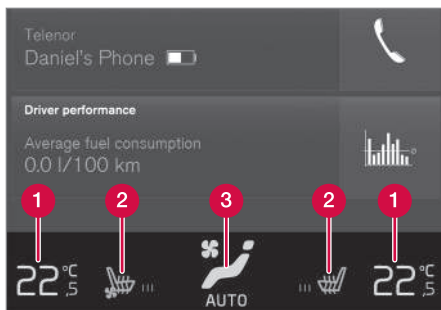 Telenor
Daniel's Phone
Driver performance
Average fuel consumption
0.0 l/100 km
1 2 3 2 1
22 °C ,5 AUTO 22 °C ,5